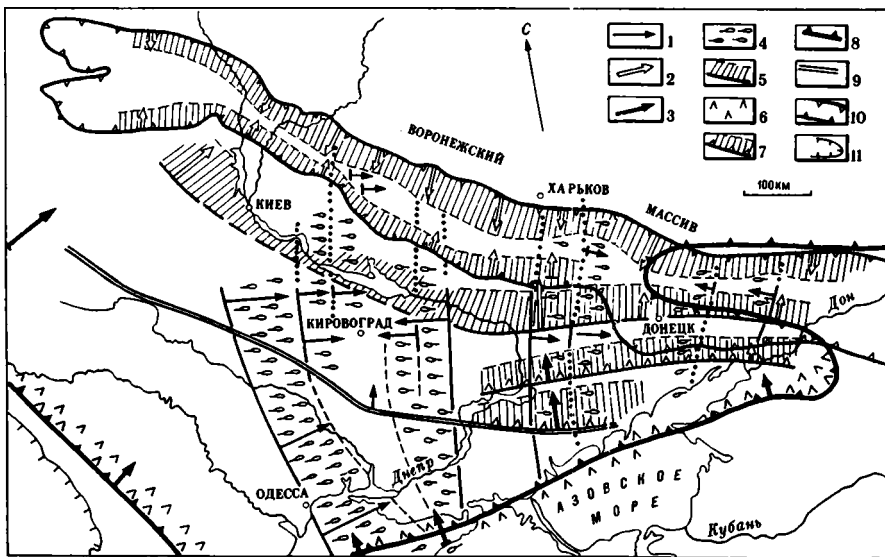 С
1
4
8
2
5
9
3
6
10
7
11
100км
ВОРОНЕЖСКИЙ
МАССИВ
ХАРЬКОВ
КИЕВ
КИРОВОГРАД
ДОНЕЦК
Дон
Днепр
ОДЕССА
АЗОВСКОЕ
МОРЕ
Кубань